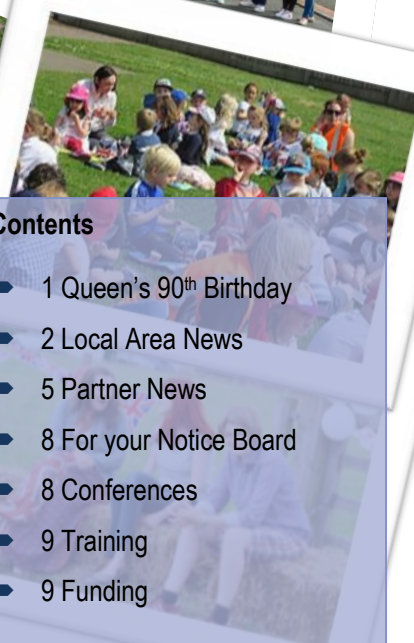 Contents
1 Queen's 90th Birthday
2 Local Area News
5 Partner News
8 For your Notice Board
8 Conferences
9 Training
9 Funding